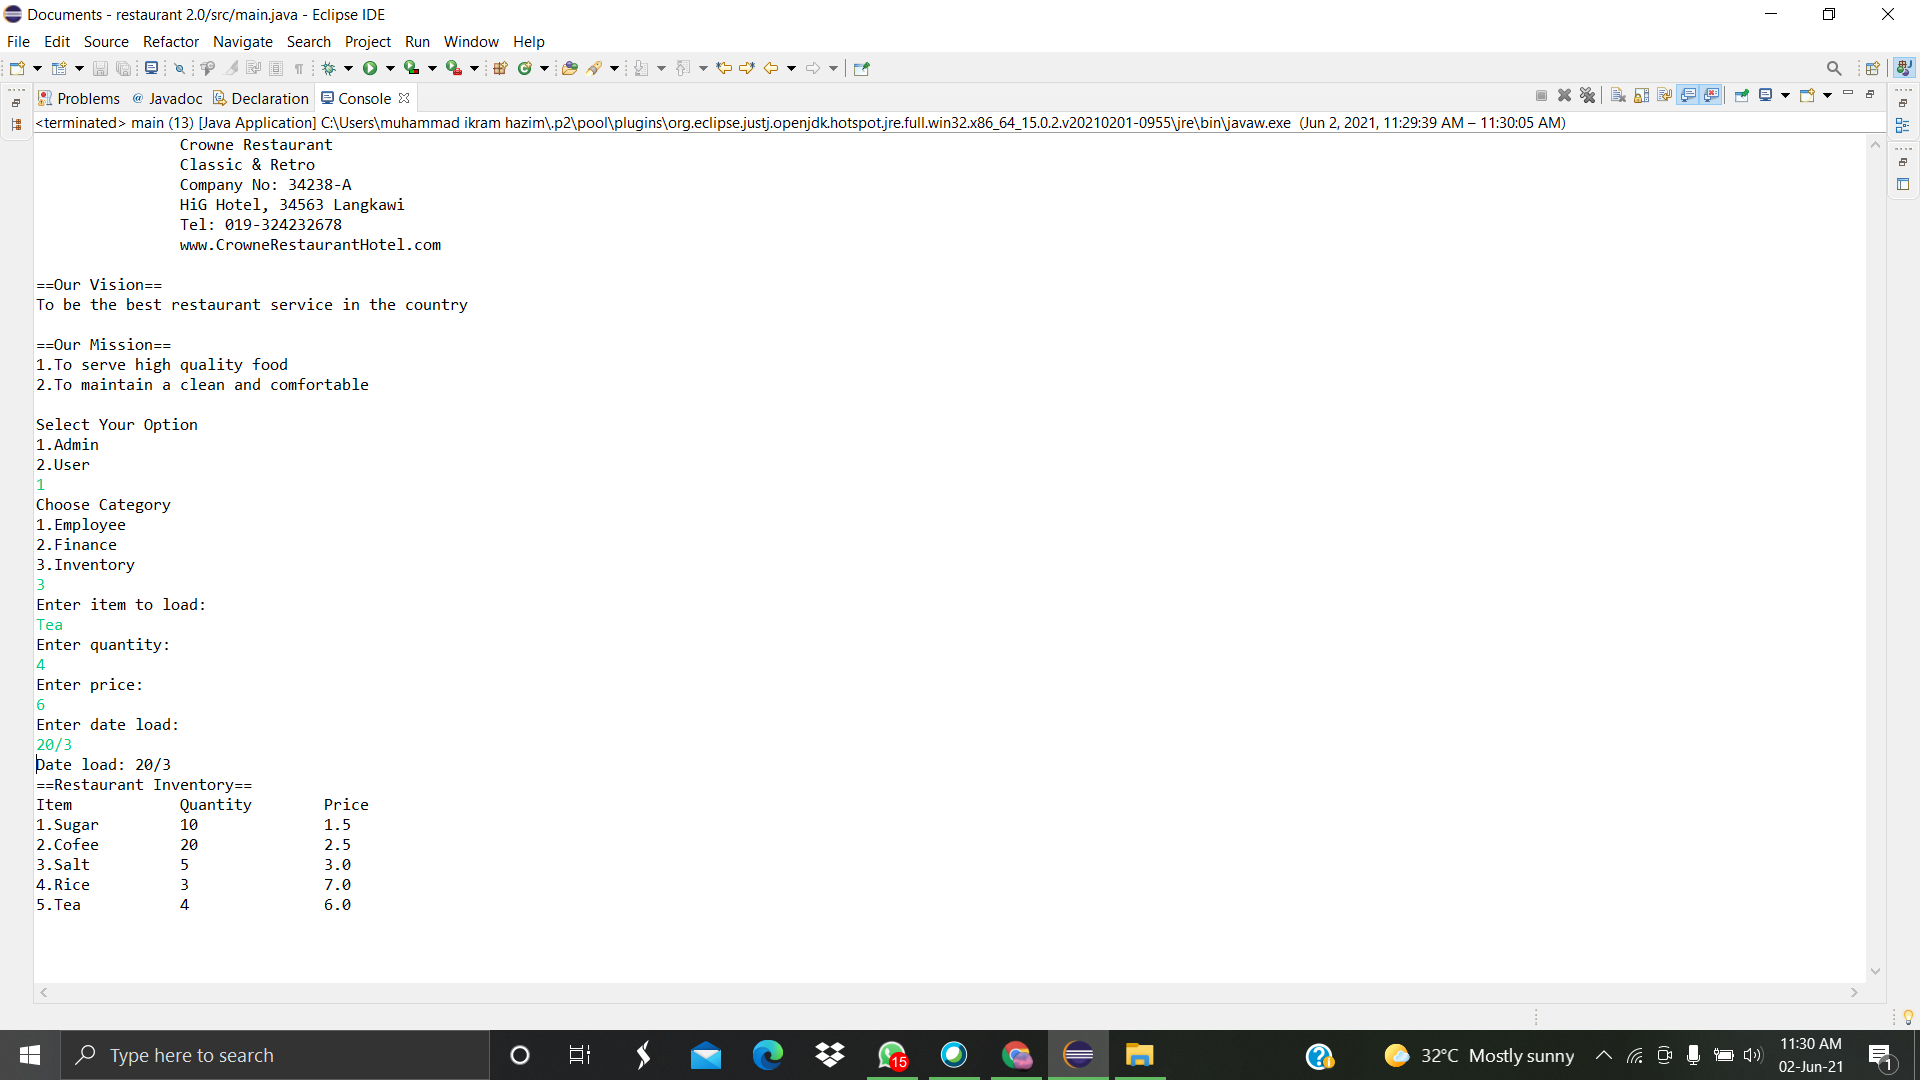 Documents - restaurant 2.0/src/main.java - Eclipse IDE
File Edit Source Refactor Navigate Search Project Run Window Help
Problems @ Javadoc Declaration Console
<terminated> main (13) [Java Application] C:\Users\muhammad ikram hazim\.p2\pool\plugins\org.eclipse.justj.openjdk.hotspot.jre.full.win32.x86_64_15.0.2.v20210201-0955\jre\bin\javaw.exe (Jun 2, 2021, 11:29:39 AM – 11:30:05 AM)
Crowne Restaurant
Classic & Retro
Company No: 34238-A
HiG Hotel, 34563 Langkawi
Tel: 019-324232678
www.CrowneRestaurantHotel.com
==Our Vision==
To be the best restaurant service in the country
==Our Mission==
1.To serve high quality food
2.To maintain a clean and comfortable
Select Your Option
1.Admin
2.User
1
Choose Category
1.Employee
2.Finance
3.Inventory
3
Enter item to load:
Tea
Enter quantity:
4
Enter price:
6
Enter date load:
20/3
Date load: 20/3
==Restaurant Inventory==
Item Quantity Price
1.Sugar 10 1.5
2.Cofee 20 2.5
3.Salt 5 3.0
4.Rice 3 7.0
5.Tea 4 6.0
Type here to search
15
32°C Mostly sunny
11:30 AM
02-Jun-21
1